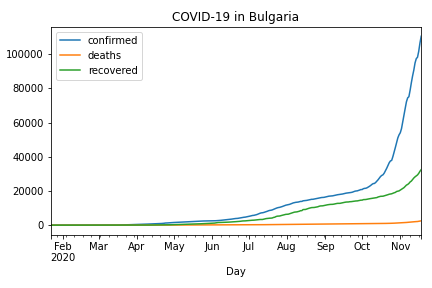 COVID-19 in Bulgaria
confirmed
deaths
recovered
100000
80000
60000
40000
20000
0
Feb Mar Apr May Jun Jul Aug Sep Oct Nov
2020
Day